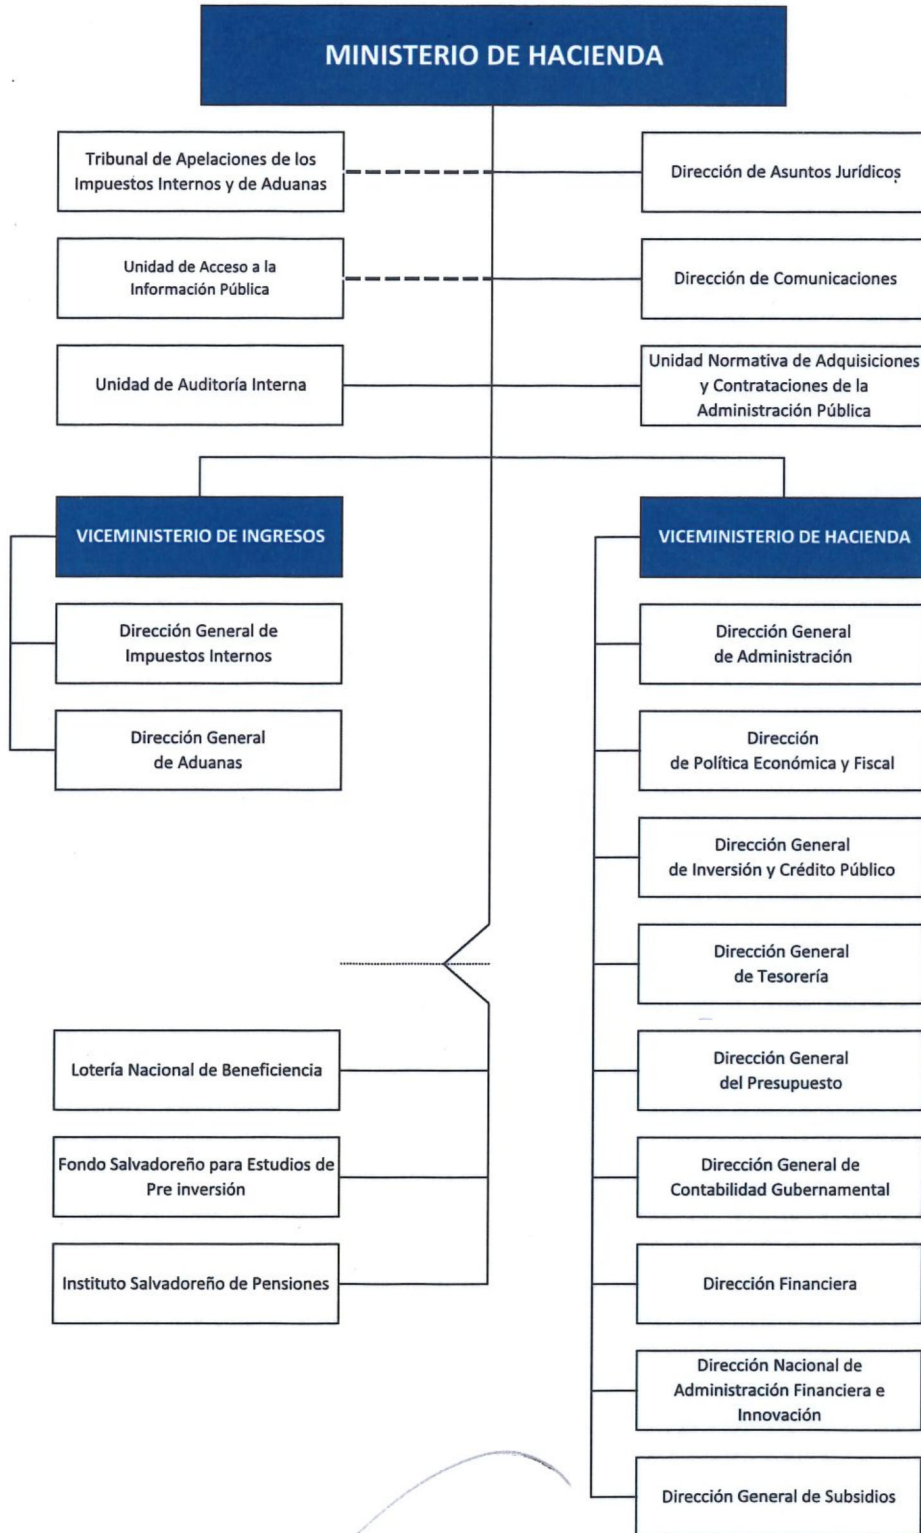 MINISTERIO DE HACIENDA
Tribunal de Apelaciones de los
Impuestos Internos y de Aduanas
Dirección de Asuntos Jurídicos
Unidad de Acceso a la
Información Pública
Dirección de Comunicaciones
Unidad de Auditoría Interna
Unidad Normativa de Adquisiciones
y Contrataciones de la
Administración Pública
VICEMINISTERIO DE INGRESOS
Dirección General de
Impuestos Internos
Dirección General
de Aduanas
VICEMINISTERIO DE HACIENDA
Dirección General
de Administración
Dirección
de Política Económica y Fiscal
Dirección General
de Inversión y Crédito Público
Dirección General
de Tesorería
Dirección General
del Presupuesto
Dirección General de
Contabilidad Gubernamental
Dirección Financiera
Dirección Nacional de
Administración Financiera e
Innovación
Dirección General de Subsidios
Lotería Nacional de Beneficiencia
Fondo Salvadoreño para Estudios de
Pre inversión
Instituto Salvadoreño de Pensiones